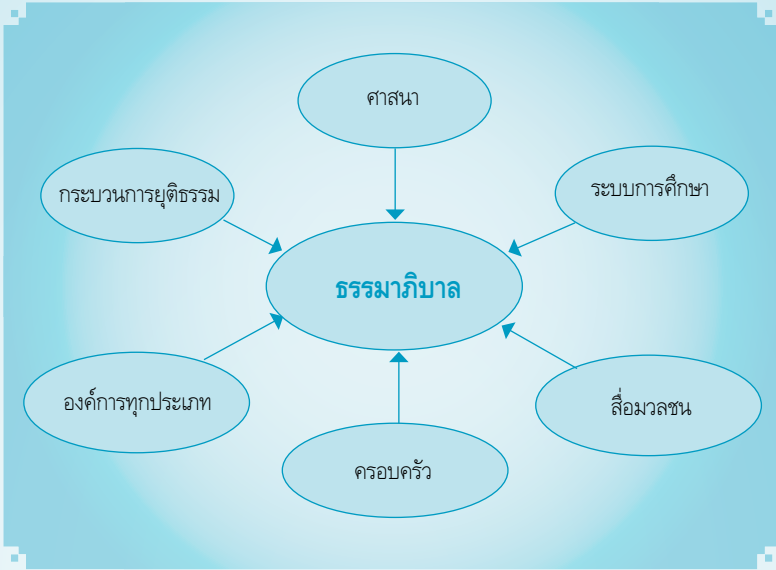 ศาสนา
กระบวนการยุติธรรม
ระบบการศึกษา
ธรรมาภิบาล
องค์การทุกประเภท
สื่อมวลชน
ครอบครัว